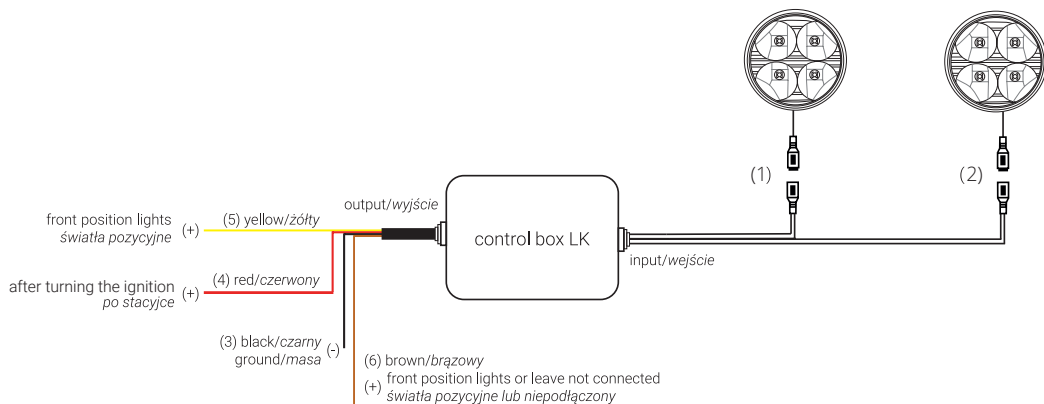 (1)
(2)
output/wyjście
front position lights
światła pozycyjne
(+)
(5) yellow/żółty
control box LK
input/wejście
after turning the ignition
po stacyjce
(+)
(4) red/czerwony
(3) black/czarny
ground/masa
(-)
(6) brown/brązowy
(+)
front position lights or leave not connected
światła pozycyjne lub niepodłączony